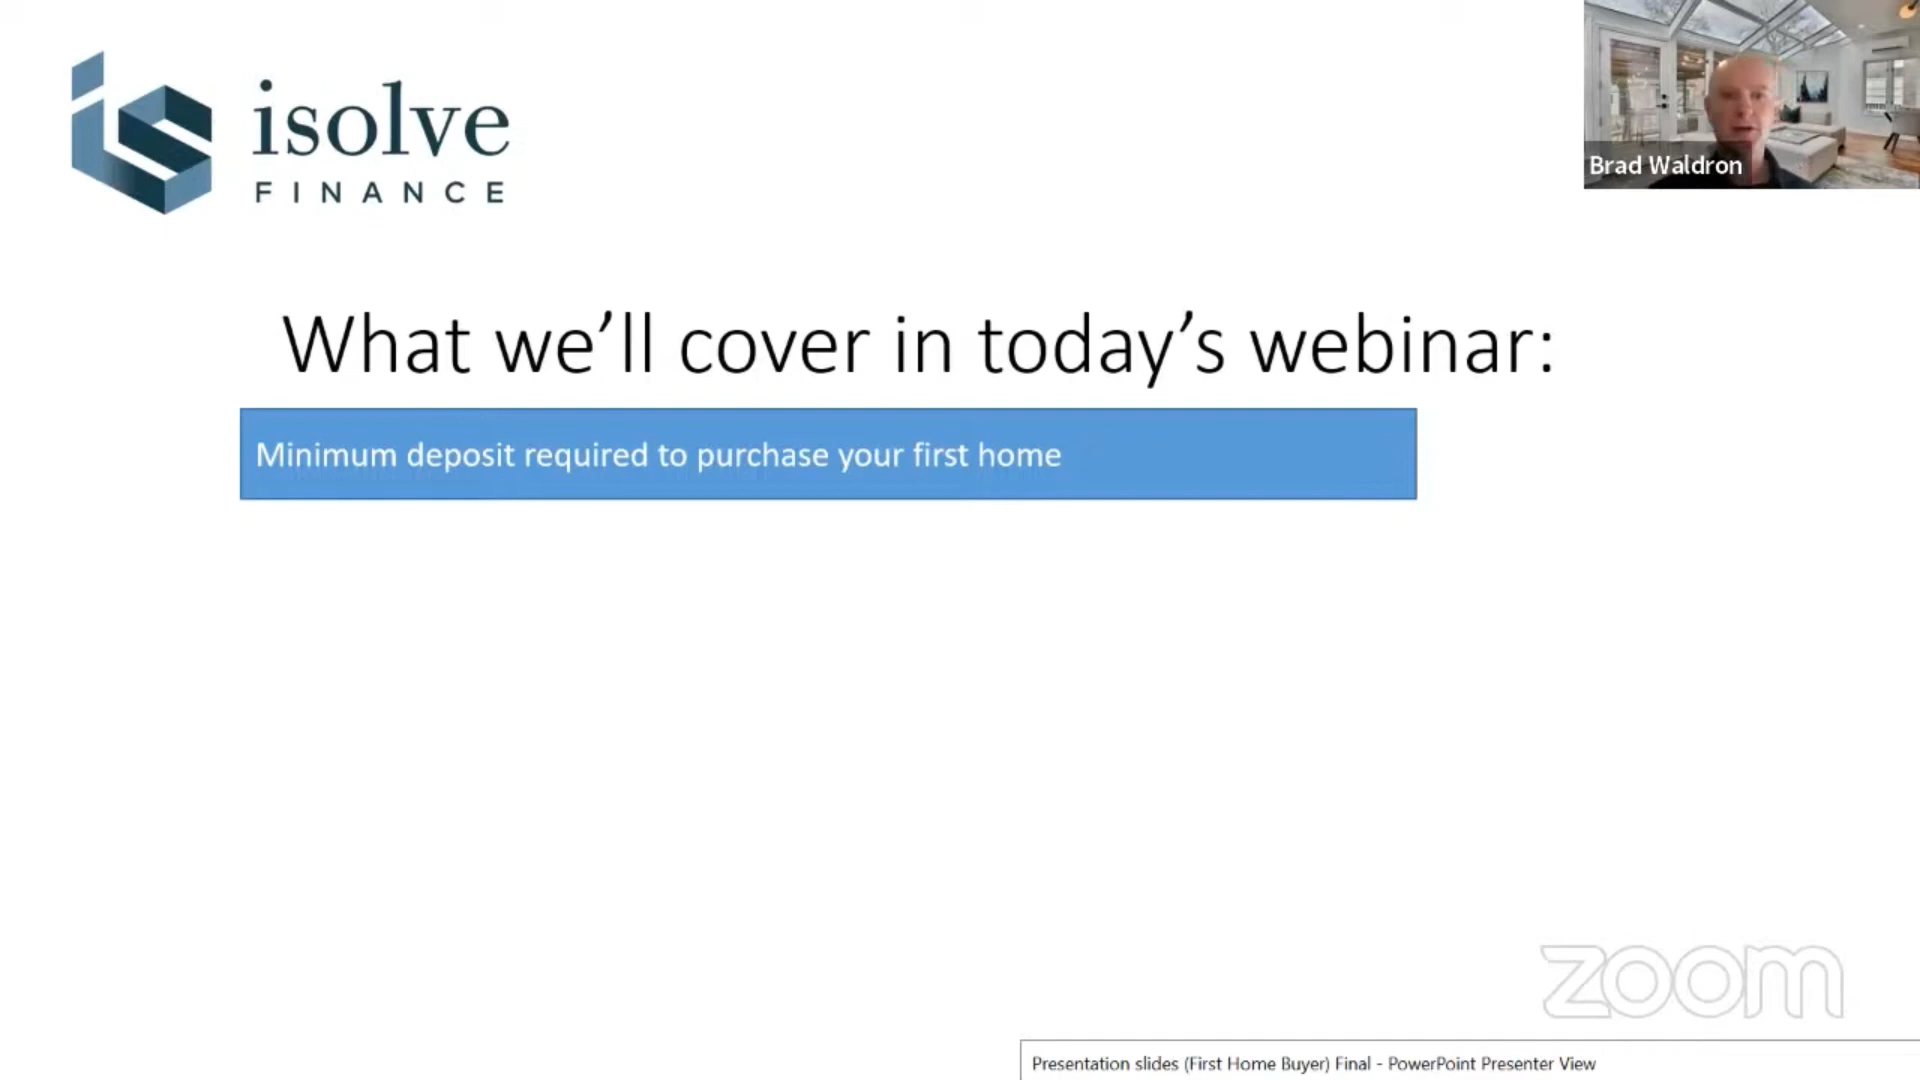 isolve
FINANCE
Brad Waldron
What we’ll cover in today’s webinar:
Minimum deposit required to purchase your first home
zoom
Presentation slides (First Home Buyer) Final - PowerPoint Presenter View